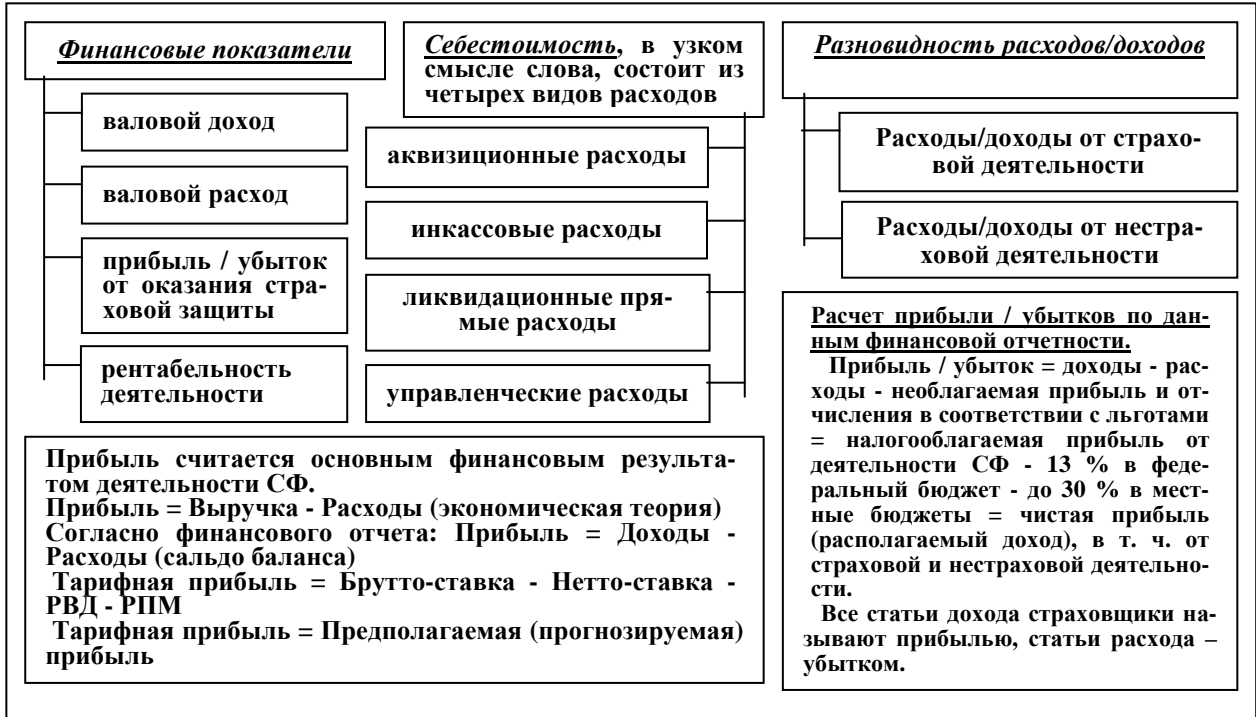 Финансовые показатели
валовой доход
валовой расход
прибыль / убыток
от оказания стра-
ховой защиты
рентабельность
деятельности
Себестоимость, в узком
смысле слова, состоит из
четырех видов расходов
аквизиционные расходы
инкассовые расходы
ликвидационные пря-
мые расходы
управленческие расходы
Разновидность расходов/доходов
Расходы/доходы от страхо-
вой деятельности
Расходы/доходы от нестра-
ховой деятельности
Прибыль считается основным финансовым результа-
том деятельности СФ.
Прибыль = Выручка - Расходы (экономическая теория)
Согласно финансового отчета: Прибыль = Доходы -
Расходы (сальдо баланса)
Тарифная прибыль = Брутто-ставка - Нетто-ставка -
РВД - РПМ
Тарифная прибыль = Предполагаемая (прогнозируемая)
прибыль
Расчет прибыли / убытков по дан-
ным финансовой отчетности.
Прибыль / убыток = доходы - рас-
ходы - необлагаемая прибыль и от-
числения в соответствии с льготами
= налогооблагаемая прибыль от
деятельности СФ - 13 % в феде-
ральный бюджет - до 30 % в мест-
ные бюджеты = чистая прибыль
(располагаемый доход), в т. ч. от
страховой и нестраховой деятельно-
сти.
Все статьи дохода страховщики на-
зывают прибылью, статьи расхода –
убытком.